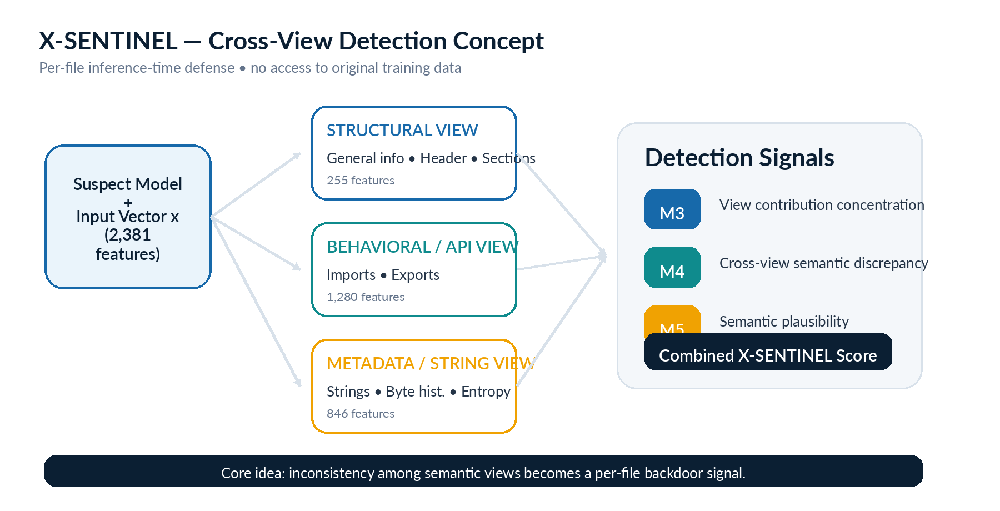 X-SENTINEL — Cross-View Detection Concept
Per-file inference-time defense • no access to original training data
Suspect Model
+
Input Vector x
(2,381
features)
STRUCTURAL VIEW
General info • Header • Sections
255 features
BEHAVIORAL / API VIEW
Imports • Exports
1,280 features
METADATA / STRING VIEW
Strings • Byte hist. • Entropy
846 features
Detection Signals
M3
View contribution concentration
M4
Cross-view semantic discrepancy
M5
Semantic plausibility
Combined X-SENTINEL Score
Core idea: inconsistency among semantic views becomes a per-file backdoor signal.